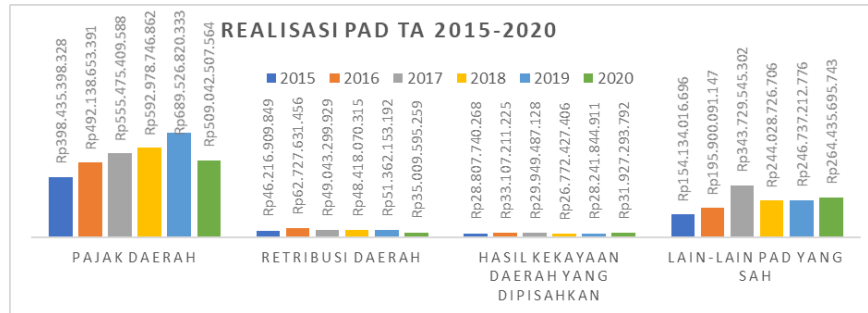 REALISASI PAD TA 2015-2020
2015 2016 2017 2018 2019 2020
Rp398.435.398.328
Rp492.138.653.391
Rp555.475.409.588
Rp592.978.746.862
Rp689.526.820.333
Rp509.042.507.564
Rp46.216.909.849
Rp62.727.631.456
Rp49.043.299.929
Rp48.418.070.315
Rp51.362.153.192
Rp35.009.595.259
Rp28.807.740.268
Rp33.107.211.225
Rp29.949.487.128
Rp26.772.427.406
Rp28.241.844.911
Rp31.927.293.792
Rp154.134.016.696
Rp195.900.091.147
Rp343.729.545.302
Rp244.028.726.706
Rp246.737.212.776
Rp264.435.695.743
PAJAK DAERAH
RETRIBUSI DAERAH
HASIL KEKAYAAN
DAERAH YANG
DIPISAHKAN
LAIN-LAIN PAD YANG
SAH